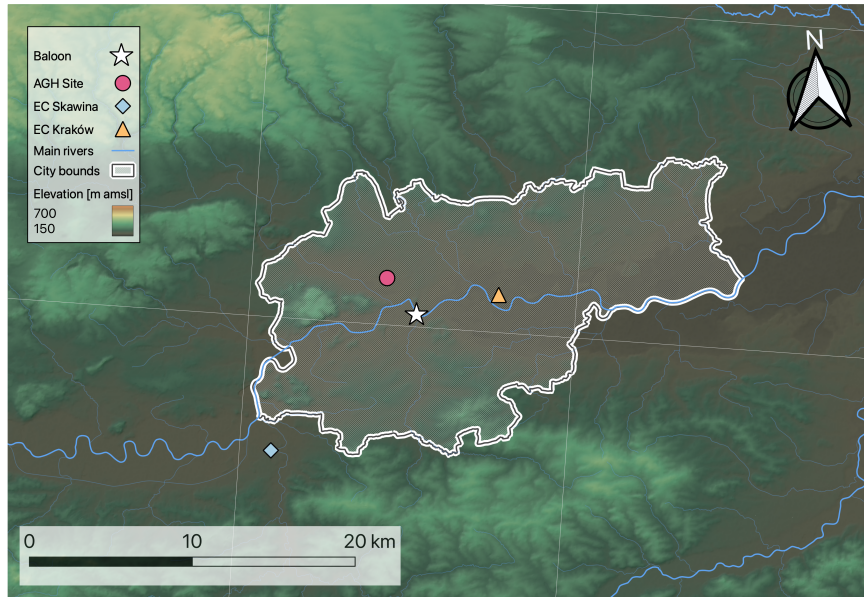 N
Baloon
AGH Site
EC Skawina
EC Kraków
Main rivers
City bounds
Elevation [m amsl]
700
150
0 10 20 km